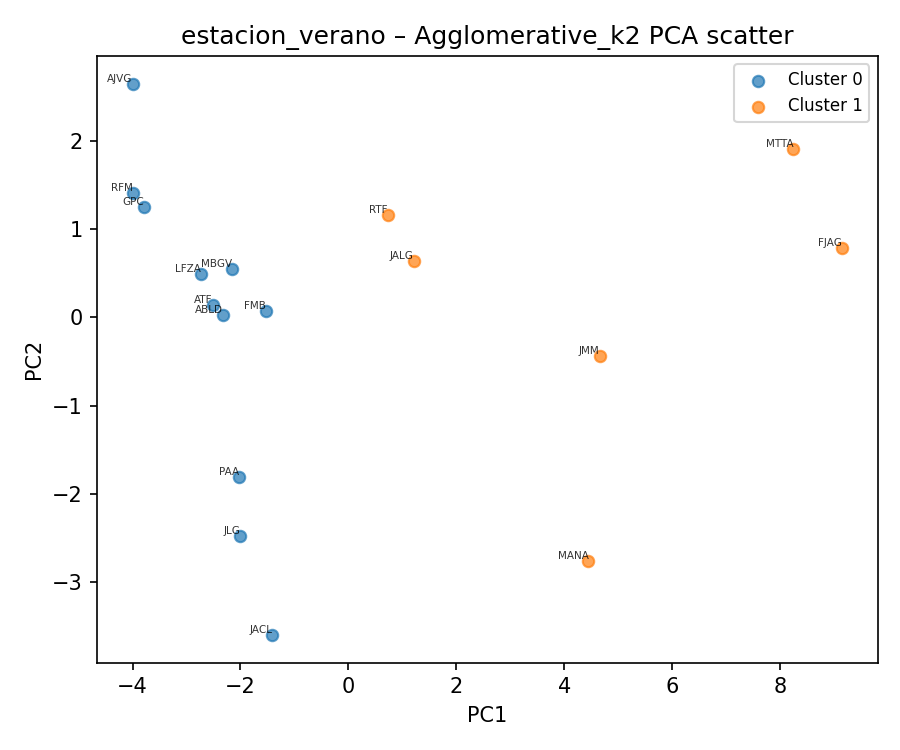 estacion_verano – Agglomerative_k2 PCA scatter
Cluster 0
Cluster 1
AJVG
MTTA
RFM
GPC
RTF
FJAG
JALG
MBGV
LFZA
ATF
FMB
ABLD
JMM
PAA
JLG
MANA
JACL
2
1
0
−1
−2
−3
PC2
−4
−2
0
2
4
6
8
PC1